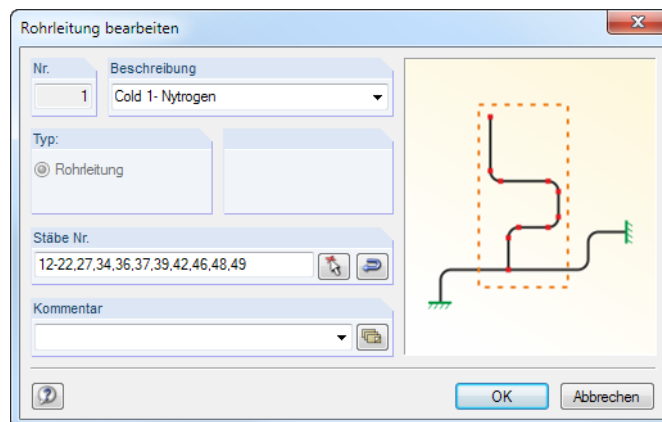 Rohrleitung bearbeiten
Nr.
Beschreibung
1
Cold 1- Nytrogen
Typ:
Rohrleitung
Stäbe Nr.
12-22,27,34,36,37,39,42,46,48,49
Kommentar
OK
Abbrechen